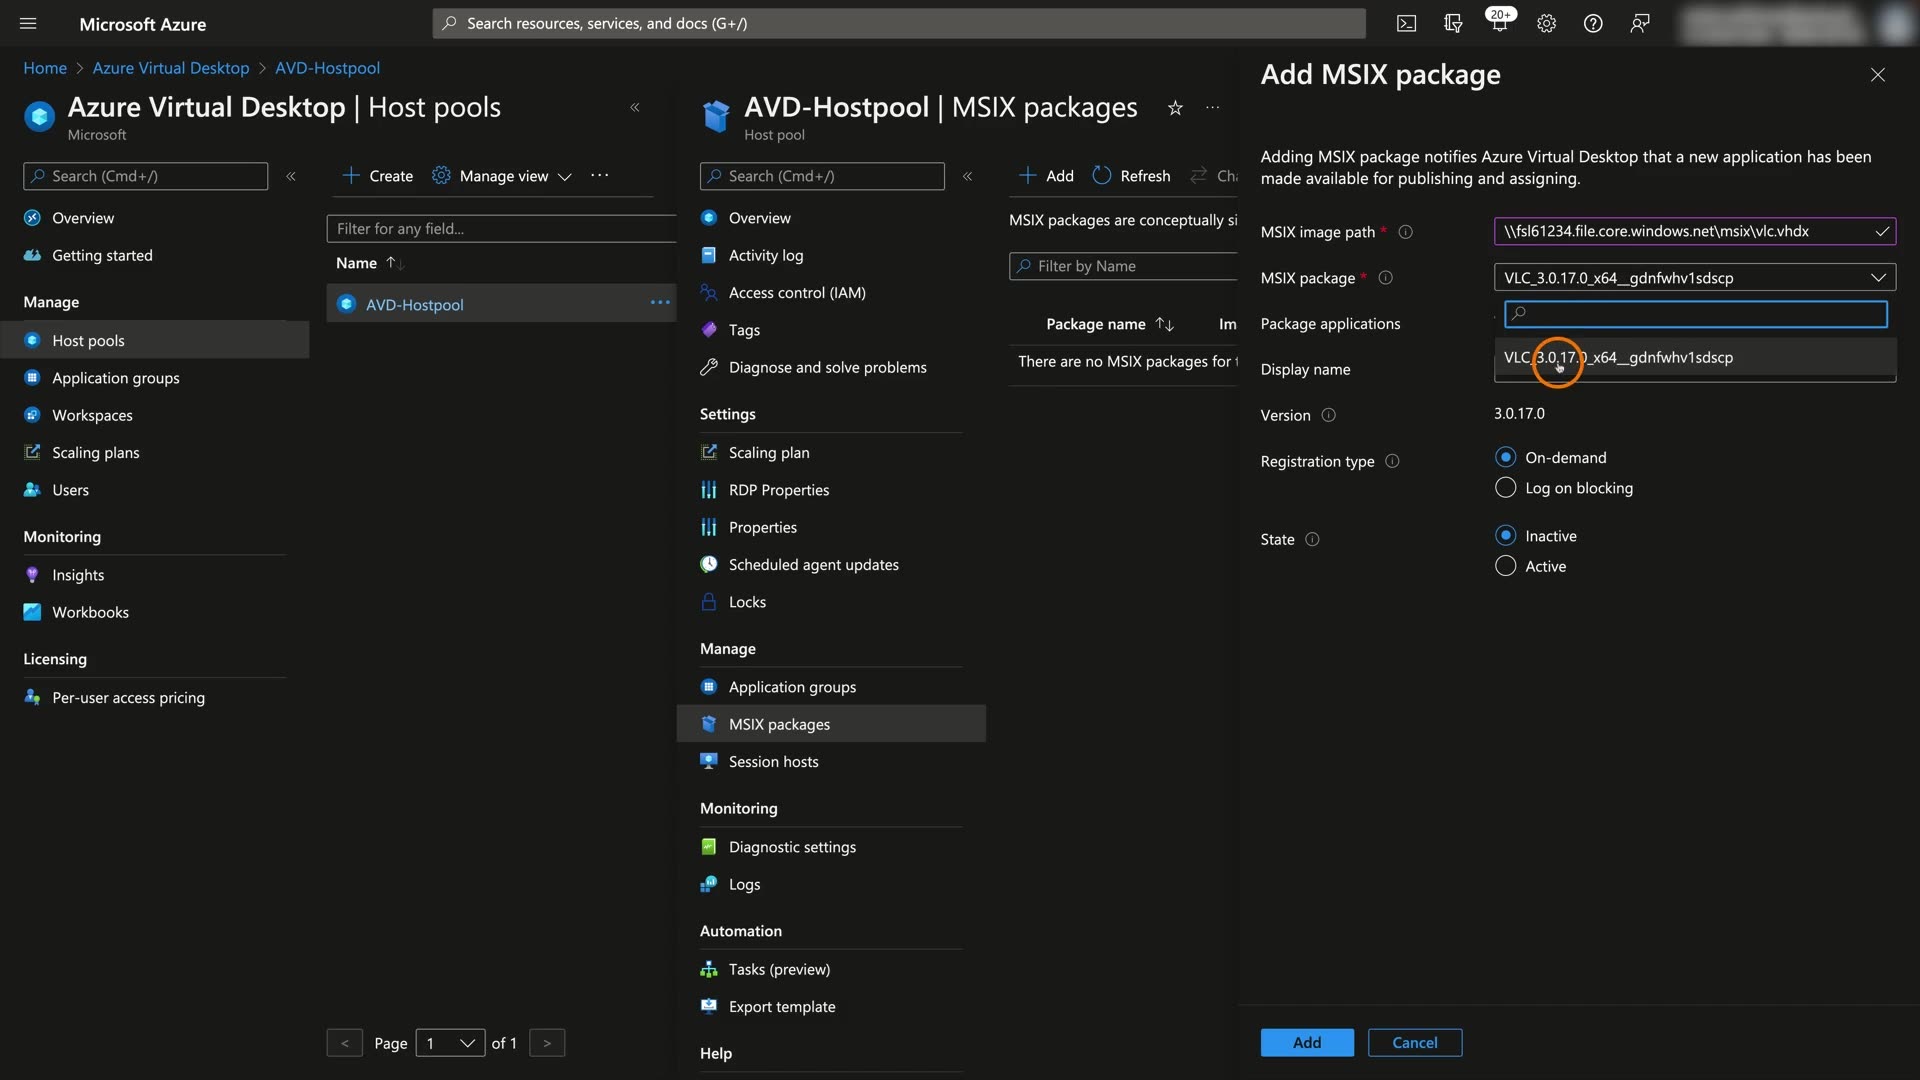 Microsoft Azure
Search resources, services, and docs (G+/)
20+
Home > Azure Virtual Desktop > AVD-Hostpool
Azure Virtual Desktop | Host pools
Microsoft
Search (Cmd+/)
Overview
Getting started
Manage
Host pools
Application groups
Workspaces
Scaling plans
Users
Monitoring
Insights
Workbooks
Licensing
Per-user access pricing
Create
Manage view
Filter for any field...
Name
AVD-Hostpool
< Page 1 of 1 >
AVD-Hostpool | MSIX packages
Host pool
Search (Cmd+/)
Overview
Activity log
Access control (IAM)
Tags
Diagnose and solve problems
Settings
Scaling plan
RDP Properties
Properties
Scheduled agent updates
Locks
Manage
Application groups
MSIX packages
Session hosts
Monitoring
Diagnostic settings
Logs
Automation
Tasks (preview)
Export template
Help
Add
Refresh
Cha
MSIX packages are conceptually si
Filter by Name
Package name
Im
There are no MSIX packages for t
Add MSIX package
Adding MSIX package notifies Azure Virtual Desktop that a new application has been
made available for publishing and assigning.
MSIX image path *
\\fsl61234.file.core.windows.net\msix\vlc.vhdx
MSIX package *
VLC_3.0.17.0_x64__gdnfwhv1sdscp
Package applications
VLC_3.0.17.0_x64__gdnfwhv1sdscp
Display name
Version
3.0.17.0
Registration type
On-demand
Log on blocking
State
Inactive
Active
Add
Cancel